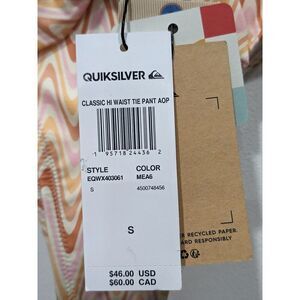 QUIKSILVER
CLASSIC HI WAIST TIE PANT AOP
1 95718 24436 2
STYLE COLOR
EQWX403061 MEA6
S 4500748456
S
$46.00 USD
$60.00 CAD
RECYCLED PAPER.
ARD RESPONSIBLY